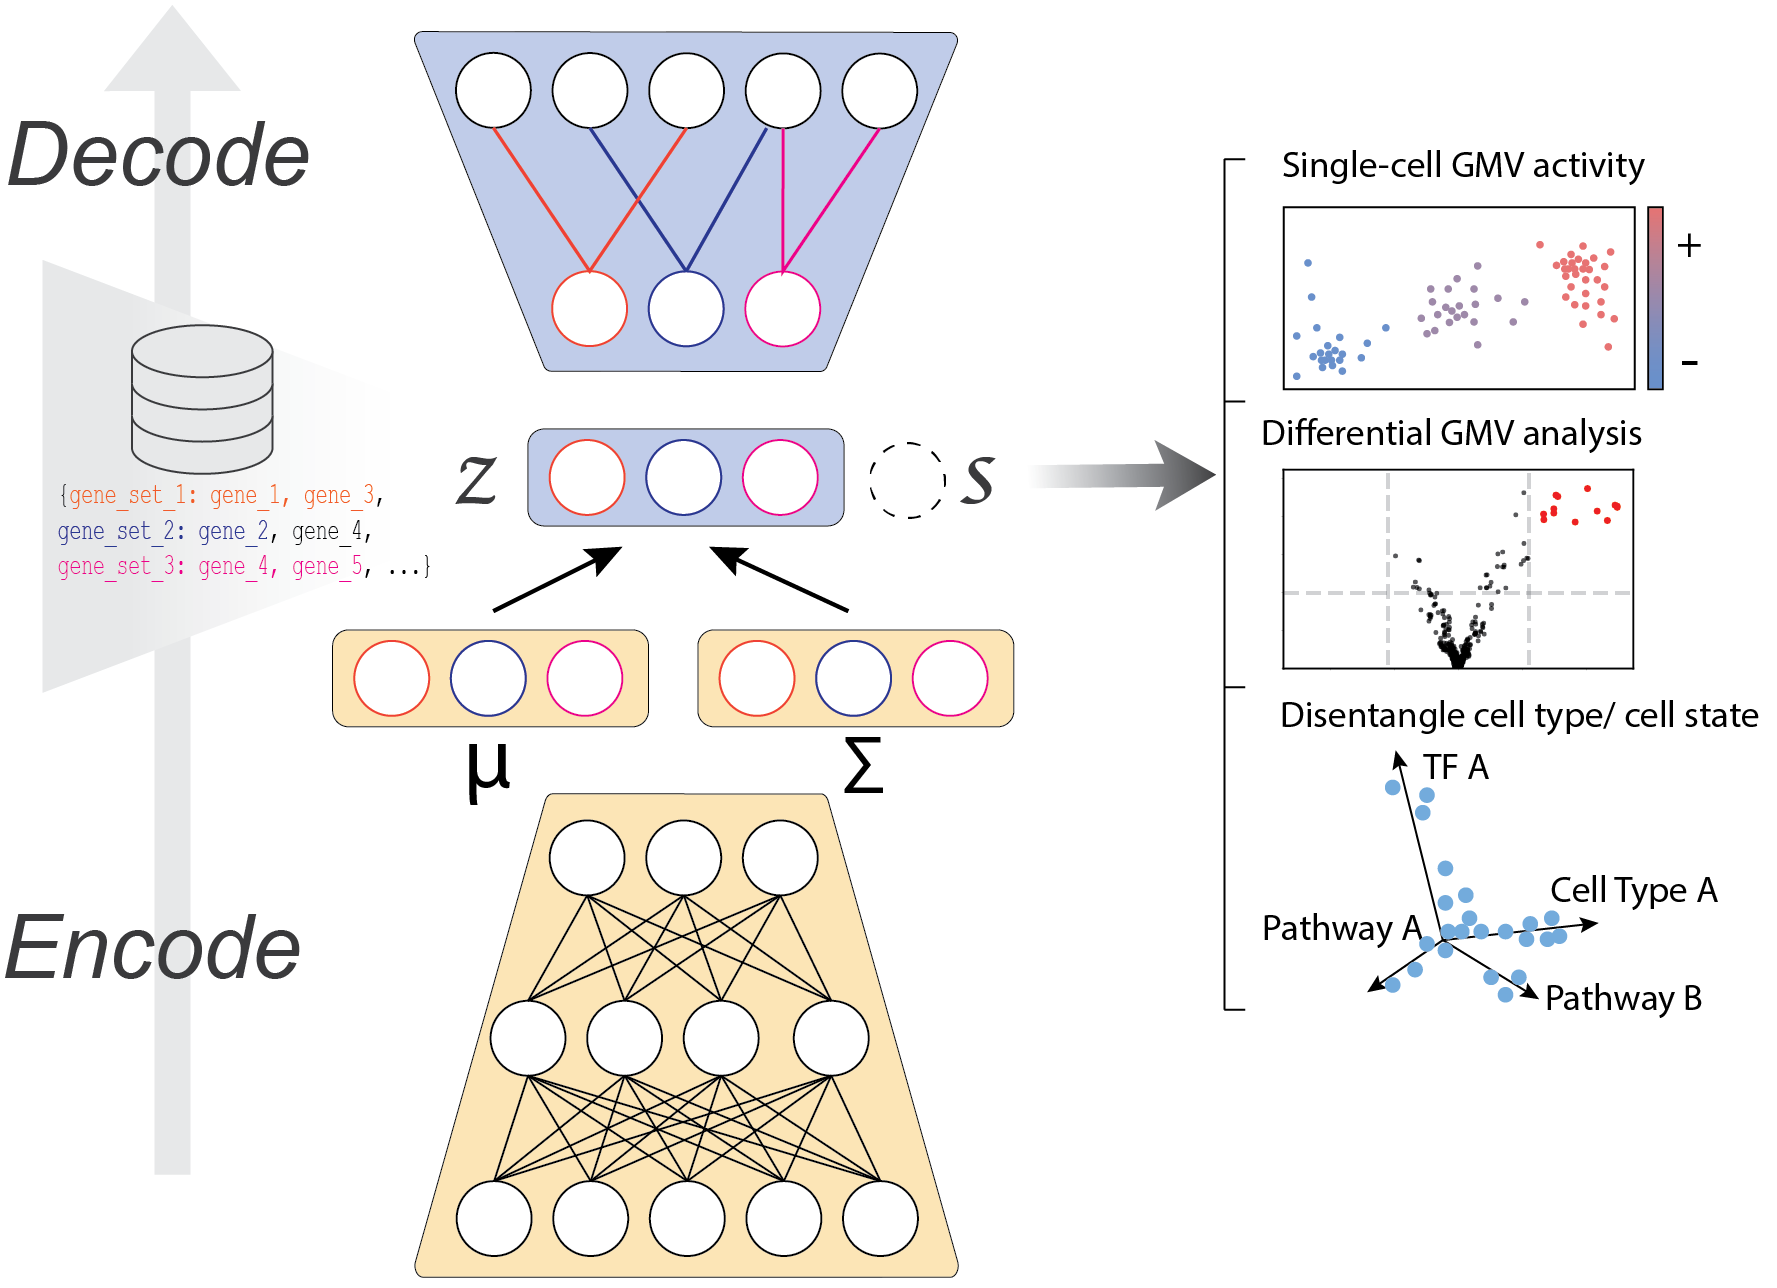 Decode
{gene_set_1: gene_1, gene_3,
gene_set_2: gene_2, gene_4,
gene_set_3: gene_4, gene_5, ...}
Encode
z
s
μ
Σ
Single-cell GMV activity
+
–
Differential GMV analysis
Disentangle cell type/ cell state
TF A
Cell Type A
Pathway A
Pathway B